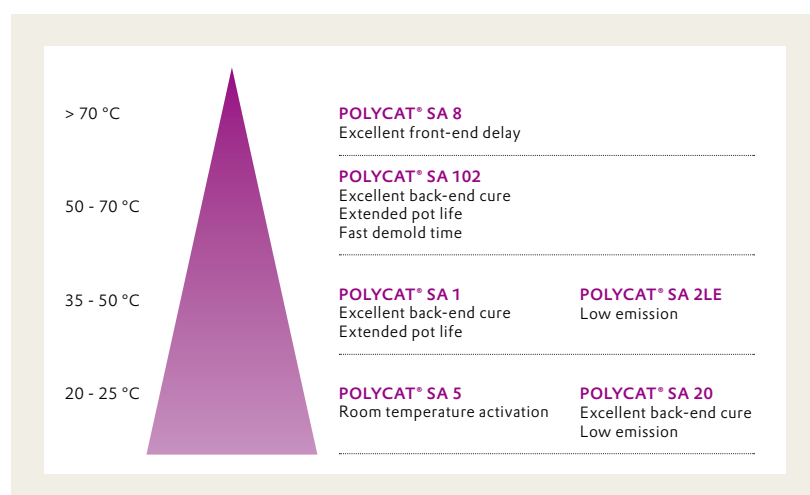 > 70 °C
POLYCAT® SA 8
Excellent front-end delay
50 - 70 °C
POLYCAT® SA 102
Excellent back-end cure
Extended pot life
Fast demold time
35 - 50 °C
POLYCAT® SA 1
Excellent back-end cure
Extended pot life
POLYCAT® SA 2LE
Low emission
20 - 25 °C
POLYCAT® SA 5
Room temperature activation
POLYCAT® SA 20
Excellent back-end cure
Low emission